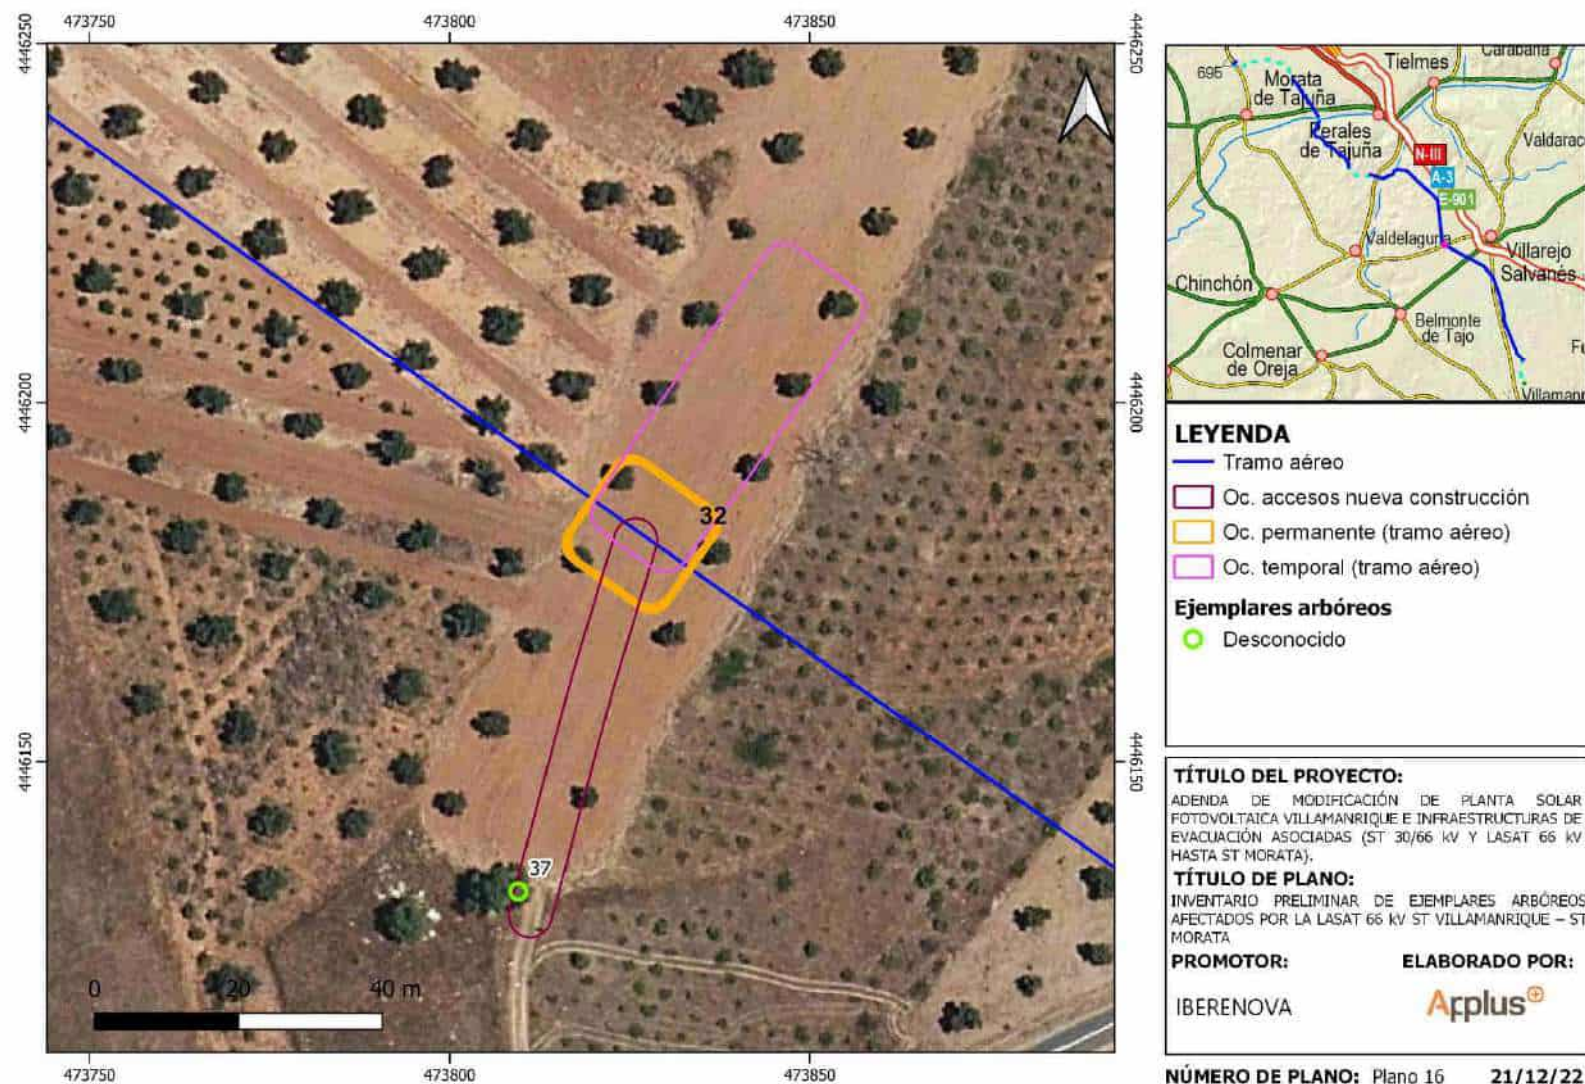 473750
473800
473850
4446250
4446250
4446200
4446200
4446150
4446150
32
37
0
20
40 m
473750
473800
473850
695
Morata
de Tajuña
Tielmes
Carabaña
Perales
de Tajuña
Valdarac
N-III
A-3
E-901
Valdelaguna
Villarejo
Salvanés
Chinchón
Belmonte
de Tajo
Colmenar
de Oreja
Fu
Villamanr
LEYENDA
Tramo aéreo
Oc. accesos nueva construcción
Oc. permanente (tramo aéreo)
Oc. temporal (tramo aéreo)
Ejemplares arbóreos
Desconocido
TÍTULO DEL PROYECTO:
ADENDA DE MODIFICACIÓN DE PLANTA SOLAR
FOTOVOLTAICA VILLAMANRIQUE E INFRAESTRUCTURAS DE
EVACUACIÓN ASOCIADAS (ST 30/66 kV Y LASAT 66 kV
HASTA ST MORATA).
TÍTULO DE PLANO:
INVENTARIO PRELIMINAR DE EJEMPLARES ARBÓREOS
AFECTADOS POR LA LASAT 66 kV ST VILLAMANRIQUE – ST
MORATA
PROMOTOR:
ELABORADO POR:
IBERENOVA
Applus+
NÚMERO DE PLANO: Plano 16
21/12/22